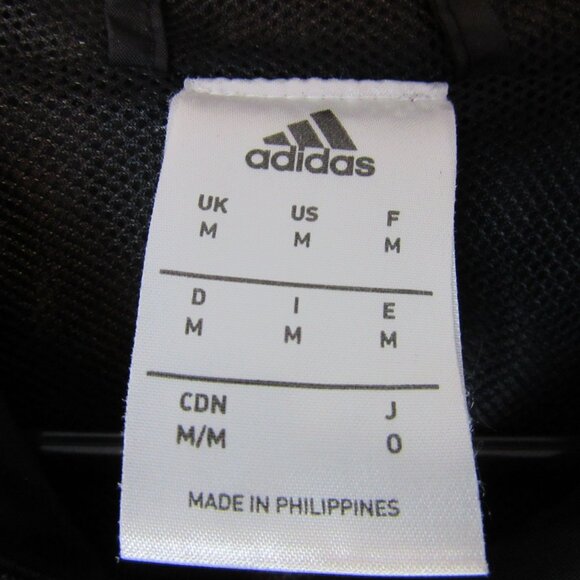 adidas
UK US F
M M M
D I E
M M M
CDN J
M/M O
MADE IN PHILIPPINES